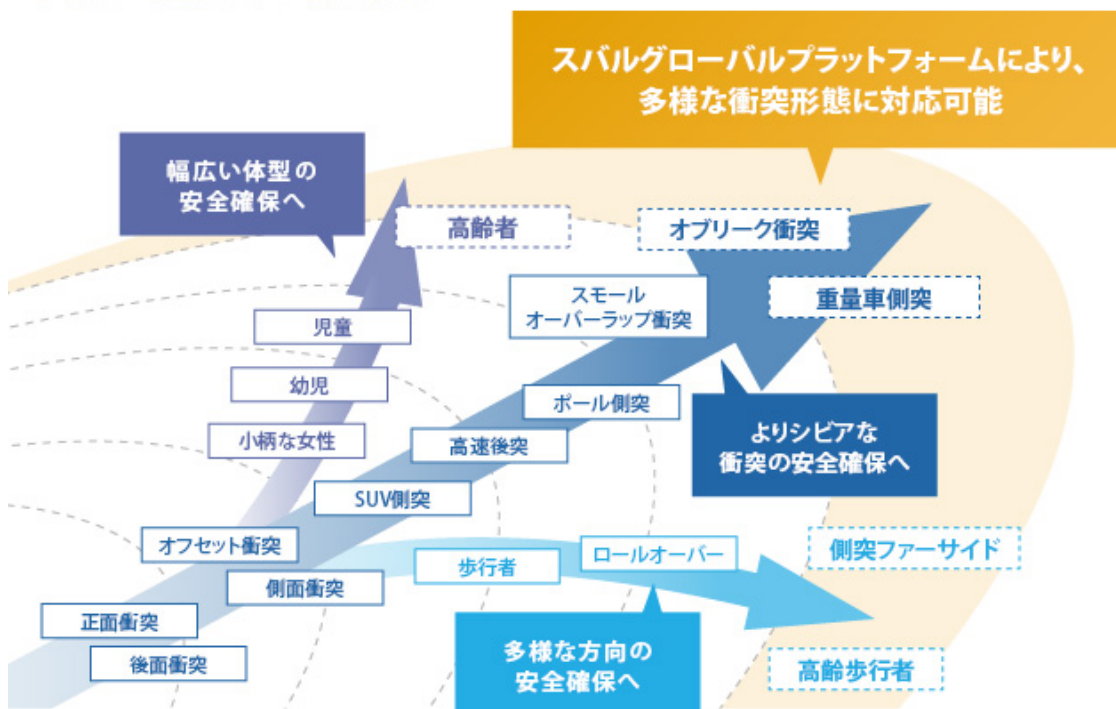 スバルグローバルプラットフォームにより、
多様な衝突形態に対応可能
幅広い体型の
安全確保へ
高齢者
オブリーク衝突
スモール
オーバーラップ衝突
重量車側突
児童
幼児
ポール側突
小柄な女性
高速後突
よりシビアな
衝突の安全確保へ
SUV側突
オフセット衝突
側面衝突
歩行者
ロールオーバー
側突ファーサイド
正面衝突
後面衝突
多様な方向の
安全確保へ
高齢歩行者